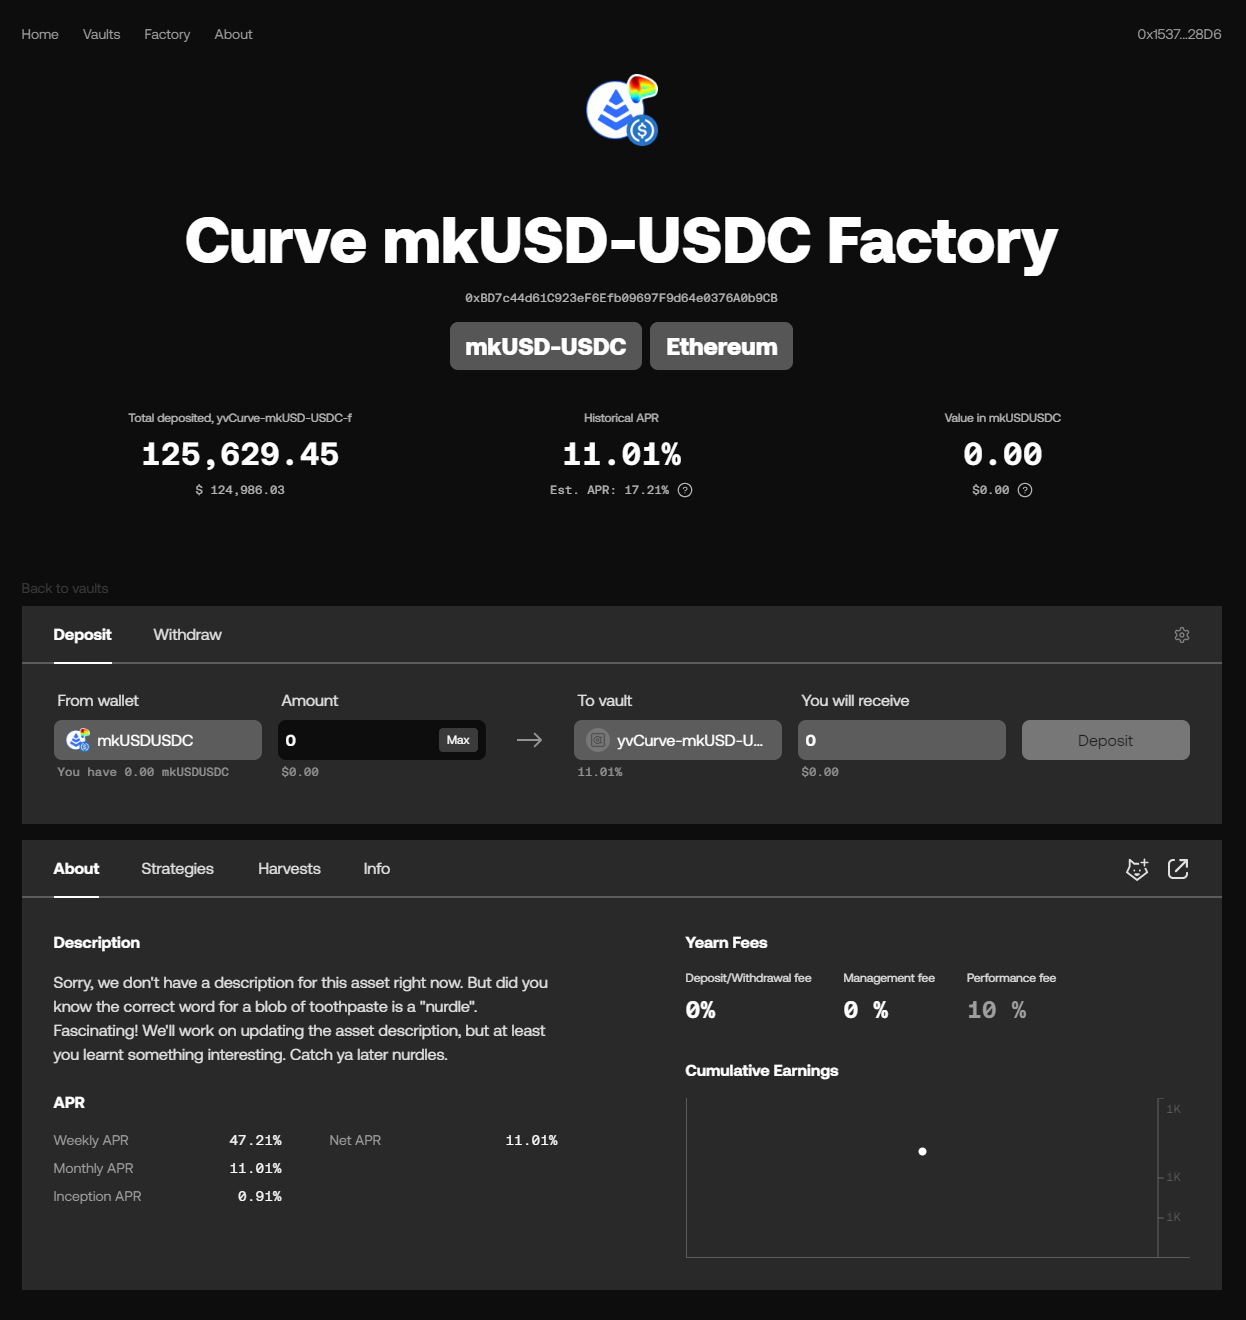 Home Vaults Factory About 0x1537...28D6
Curve mkUSD-USDC Factory
0xBD7c44d61C923eF6Efb09697F9d64e0376A0b9CB
mkUSD-USDC Ethereum
Total deposited, yvCurve-mkUSD-USDC-f Historical APR Value in mkUSDUSDC
125,629.45 11.01% 0.00
$ 124,986.03 Est. APR: 17.21% ? $0.00 ?
Back to vaults
Deposit Withdraw
From wallet Amount To vault You will receive
mkUSDUSDC 0 Max yvCurve-mkUSD-U... 0 Deposit
You have 0.00 mkUSDUSDC $0.00 11.01% $0.00
About Strategies Harvests Info
Description
Sorry, we don't have a description for this asset right now. But did you
know the correct word for a blob of toothpaste is a "nurdle".
Fascinating! We'll work on updating the asset description, but at least
you learnt something interesting. Catch ya later nurdles.
APR
Weekly APR 47.21% Net APR 11.01%
Monthly APR 11.01%
Inception APR 0.91%
Yearn Fees
Deposit/Withdrawal fee Management fee Performance fee
0% 0 % 10 %
Cumulative Earnings
1K
1K
1K